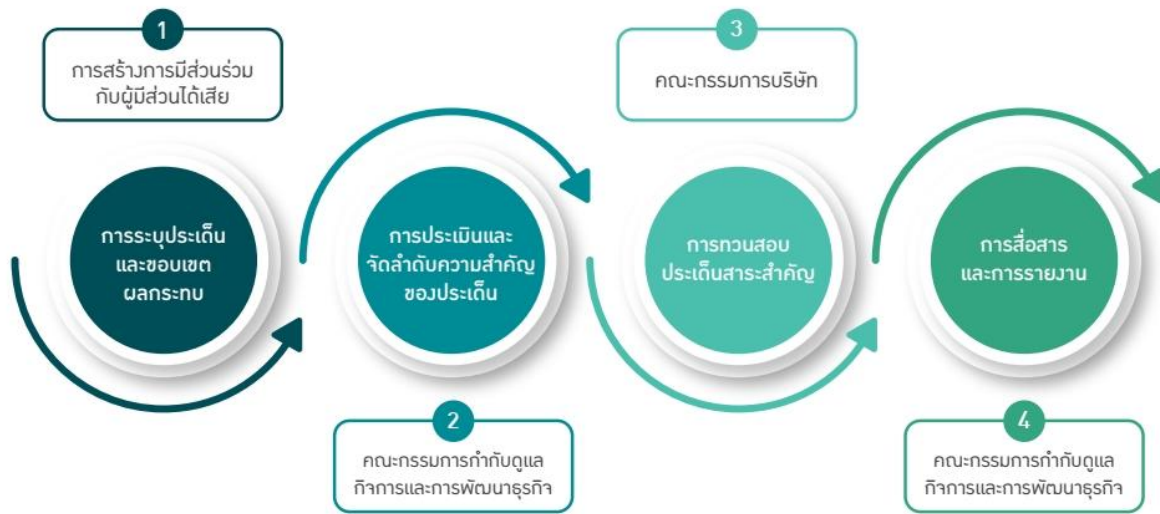 1
การสร้างการมีส่วนร่วม
กับผู้มีส่วนได้เสีย
การระบุประเด็น
และขอบเขต
ผลกระทบ
การประเมินและ
จัดลำดับความสำคัญ
ของประเด็น
2
คณะกรรมการกำกับดูแล
กิจการและการพัฒนาธุรกิจ
3
คณะกรรมการบริษัท
การทวนสอบ
ประเด็นสาระสำคัญ
การสื่อสาร
และการรายงาน
4
คณะกรรมการกำกับดูแล
กิจการและการพัฒนาธุรกิจ